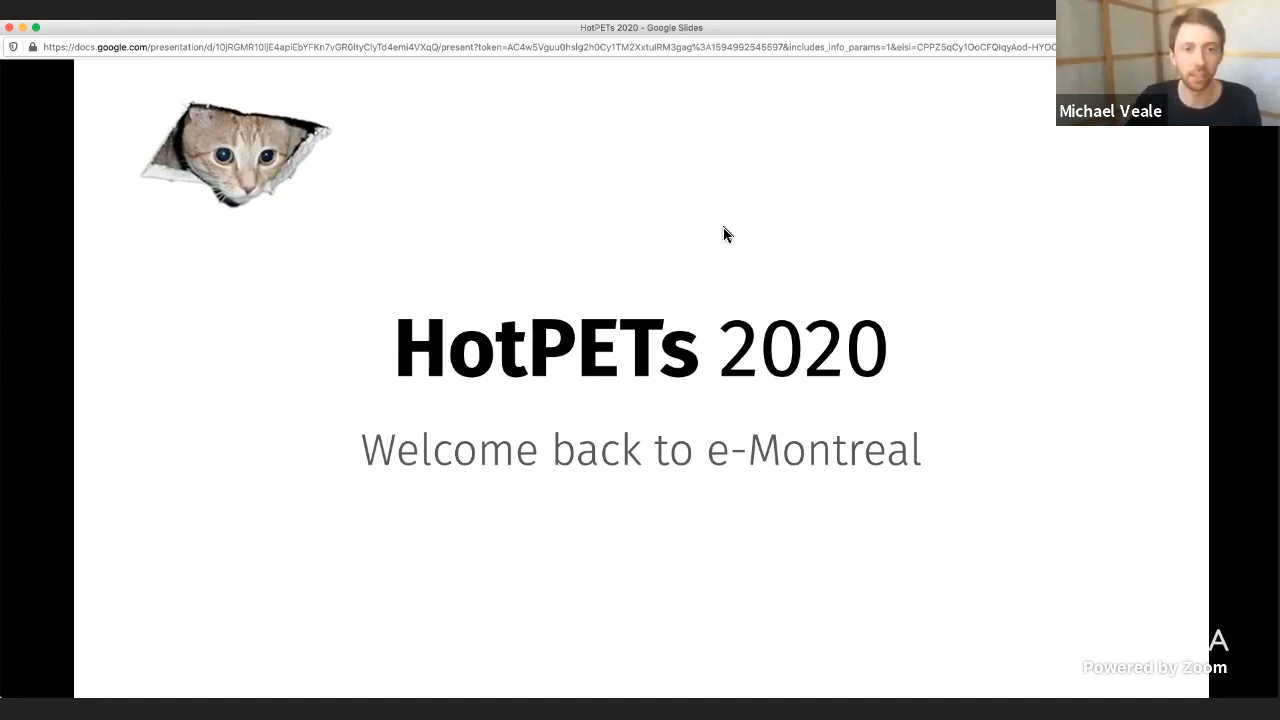 HotPETs 2020 - Google Slides
Michael Veale
HotPETs 2020
Welcome back to e-Montreal
A
Powered by Zoom